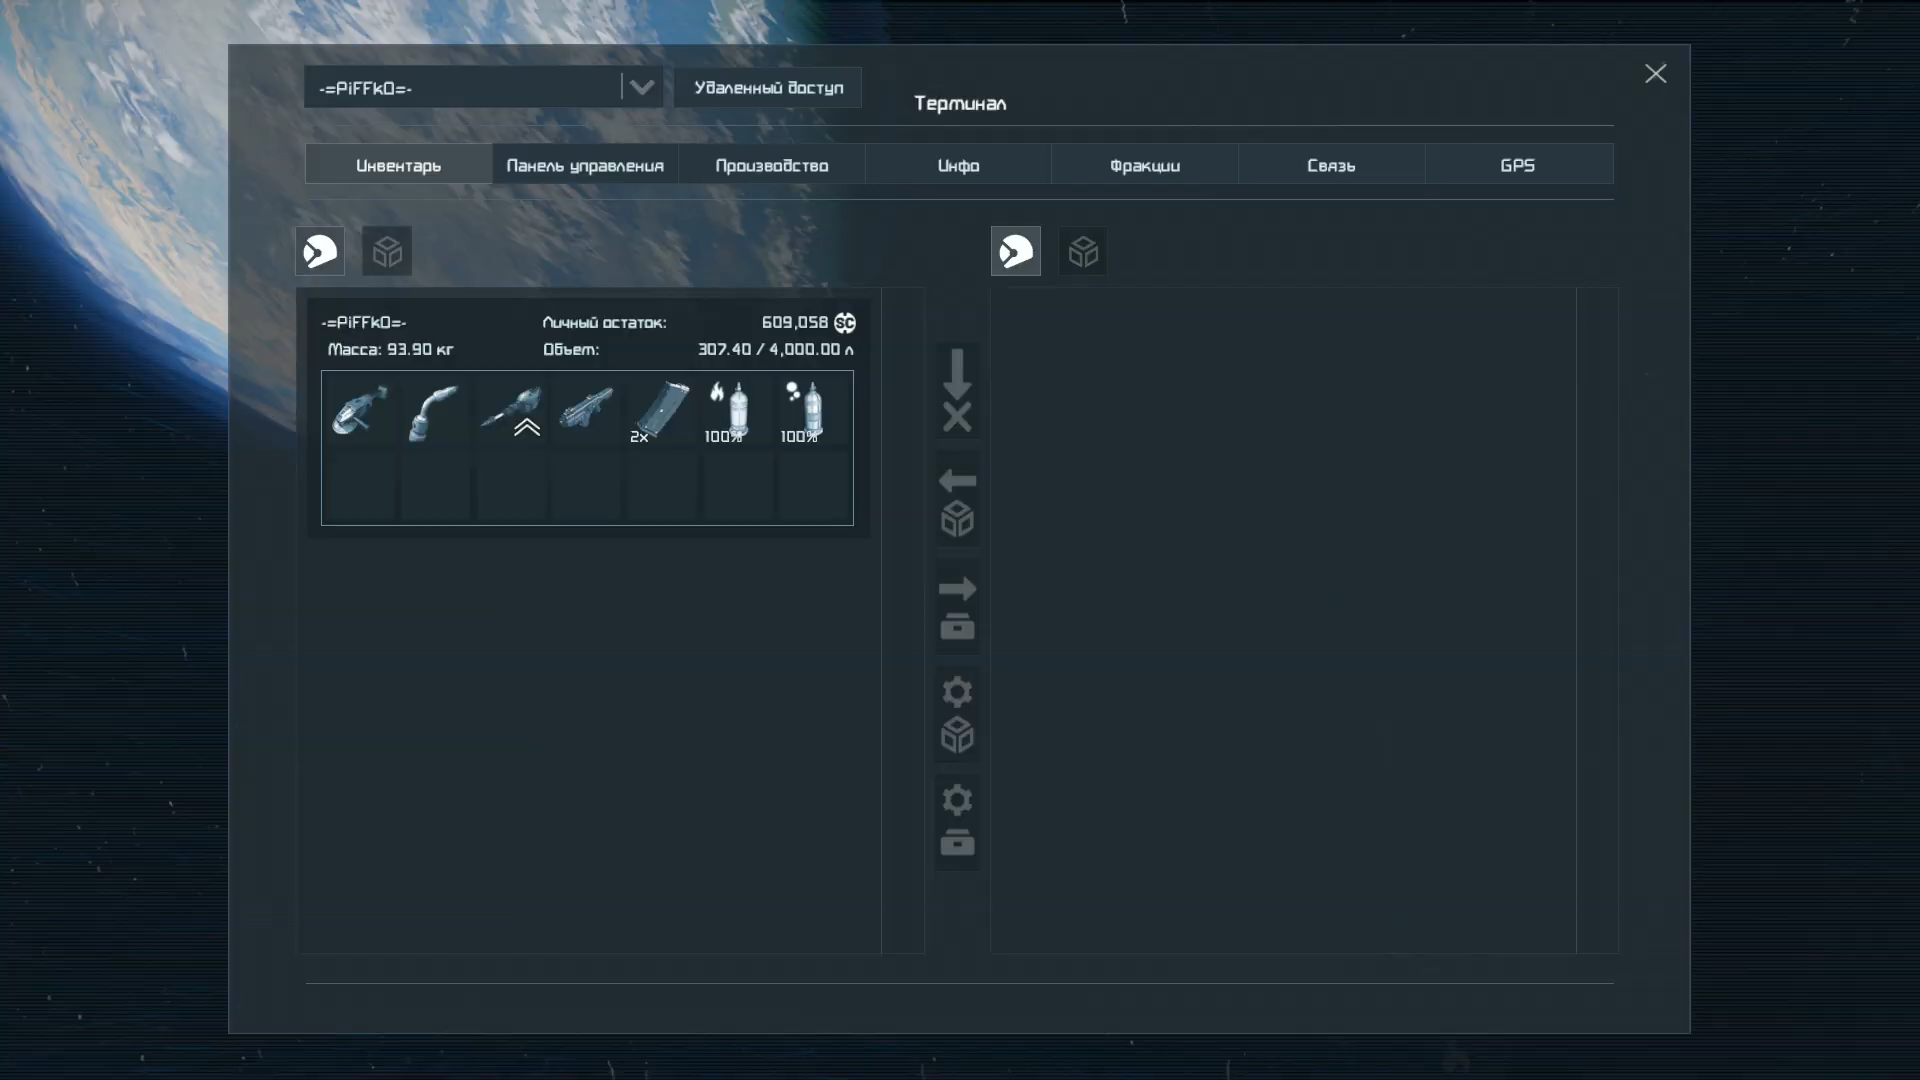 -=PiFFkO=-
Удаленный доступ
Терминал
Инвентарь
Панель управления
Производство
Инфо
Фракции
Связь
GPS
-=PiFFkO=-
Личный остаток:
609,058 SC
Масса: 93.90 кг
Объем:
307.40 / 4,000.00 л
2x
100%
100%